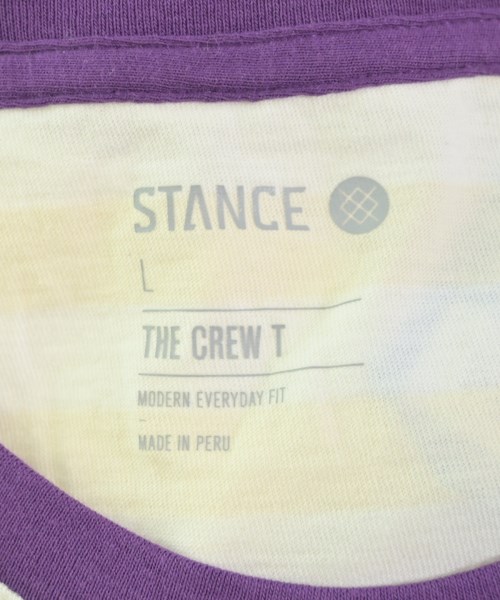 STANCE
L
THE CREW T
MODERN EVERYDAY FIT
-
MADE IN PERU